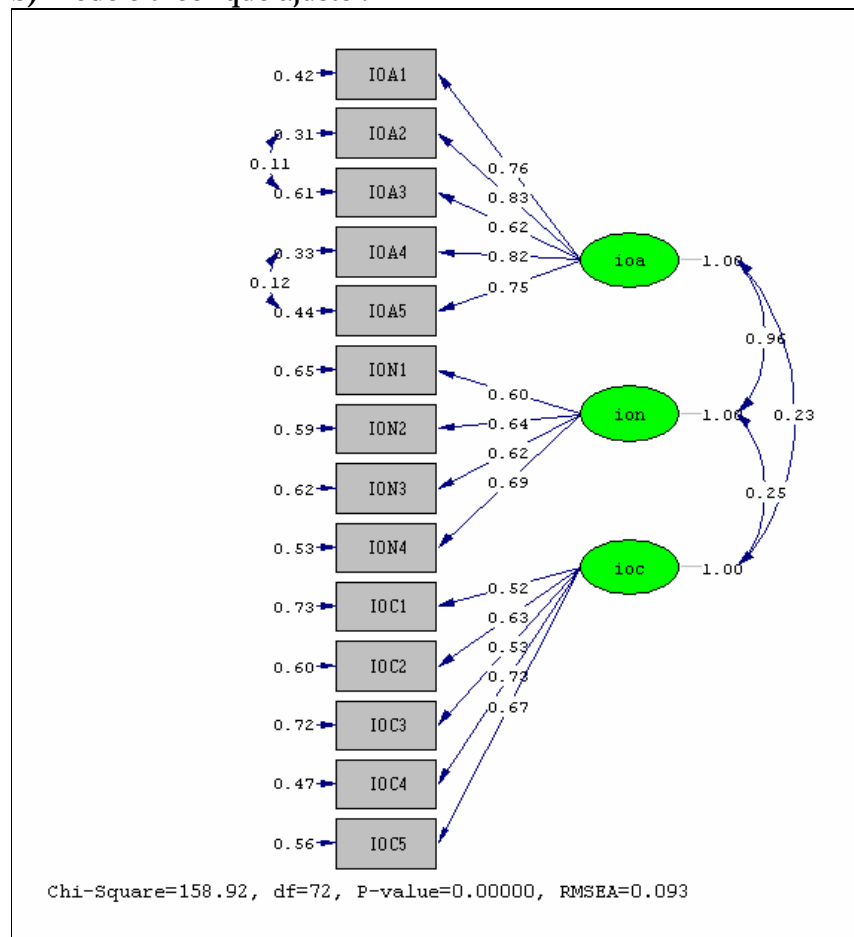 0.42 IOA1
0.31 IOA2
0.11
0.61 IOA3
0.33 IOA4
0.12
0.44 IOA5
0.65 ION1
0.59 ION2
0.62 ION3
0.53 ION4
0.73 IOC1
0.60 IOC2
0.72 IOC3
0.47 IOC4
0.56 IOC5
0.76
0.83
0.62
0.82
0.75
0.60
0.64
0.62
0.69
0.52
0.63
0.53
0.73
0.67
ioa 1.00
ion 1.00
ioc 1.00
0.96
0.23
0.25
Chi-Square=158.92, df=72, P-value=0.00000, RMSEA=0.093